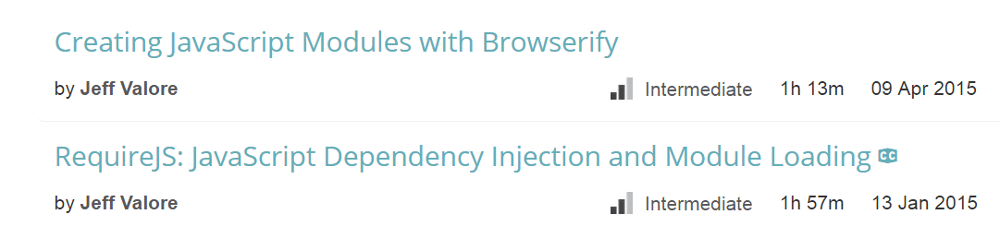 Creating JavaScript Modules with Browserify
by Jeff Valore Intermediate 1h 13m 09 Apr 2015
RequireJS: JavaScript Dependency Injection and Module Loading CC
by Jeff Valore Intermediate 1h 57m 13 Jan 2015